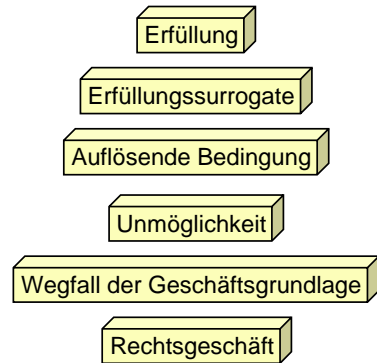 Erfüllung
Erfüllungssurrogate
Auflösende Bedingung
Unmöglichkeit
Wegfall der Geschäftsgrundlage
Rechtsgeschäft